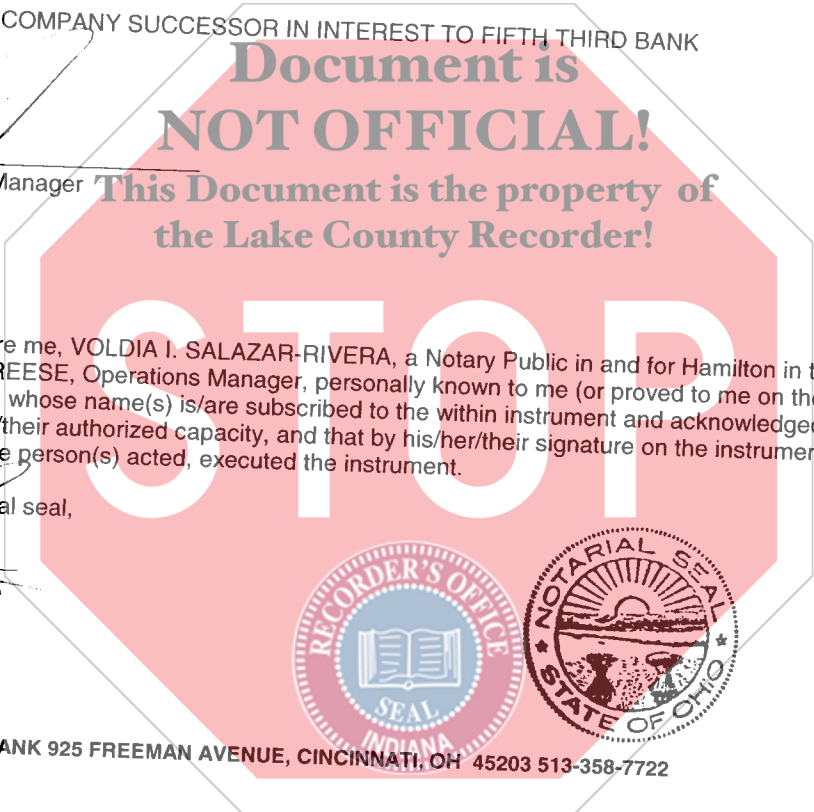 COMPANY SUCCESSOR IN INTEREST TO FIFTH THIRD BANK
Document is
NOT OFFICIAL!
Manager
This Document is the property of
the Lake County Recorder!
STOP
re me, VOLDIA I. SALAZAR-RIVERA, a Notary Public in and for Hamilton in t
REESE, Operations Manager, personally known to me (or proved to me on the
whose name(s) is/are subscribed to the within instrument and acknowledged
/their authorized capacity, and that by his/her/their signature on the instrumen
e person(s) acted, executed the instrument.
al seal,
RECORDER'S OFFICE
SEAL
INDIANA
NOTARIAL SEAL
STATE OF OHIO
ANK 925 FREEMAN AVENUE, CINCINNATI, OH 45203 513-358-7722